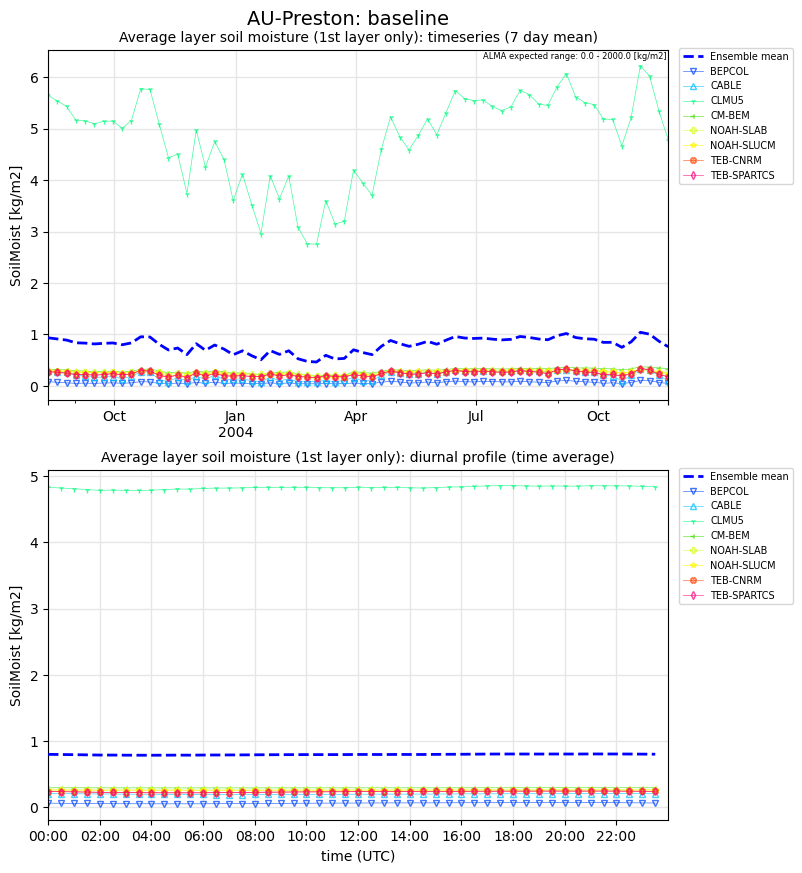 AU-Preston: baseline
Average layer soil moisture (1st layer only): timeseries (7 day mean)
ALMA expected range: 0.0 - 2000.0 [kg/m2]
SoilMoist [kg/m2]
6
5
4
3
2
1
0
Oct
Jan
2004
Apr
Jul
Oct
Ensemble mean
BEPCOL
CABLE
CLMU5
CM-BEM
NOAH-SLAB
NOAH-SLUCM
TEB-CNRM
TEB-SPARTCS
Average layer soil moisture (1st layer only): diurnal profile (time average)
SoilMoist [kg/m2]
5
4
3
2
1
0
00:00
02:00
04:00
06:00
08:00
10:00
12:00
14:00
16:00
18:00
20:00
22:00
time (UTC)
Ensemble mean
BEPCOL
CABLE
CLMU5
CM-BEM
NOAH-SLAB
NOAH-SLUCM
TEB-CNRM
TEB-SPARTCS